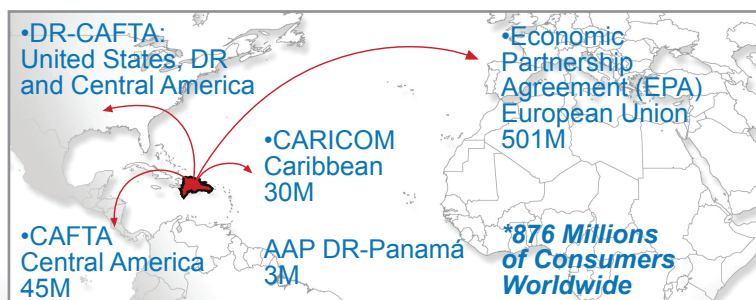 •DR-CAFTA:
United States, DR
and Central America
•Economic
Partnership
Agreement (EPA)
European Union
501M
•CARICOM
Caribbean
30M
•CAFTA
Central America
45M
AAP DR-Panamá
3M
*876 Millions
of Consumers
Worldwide